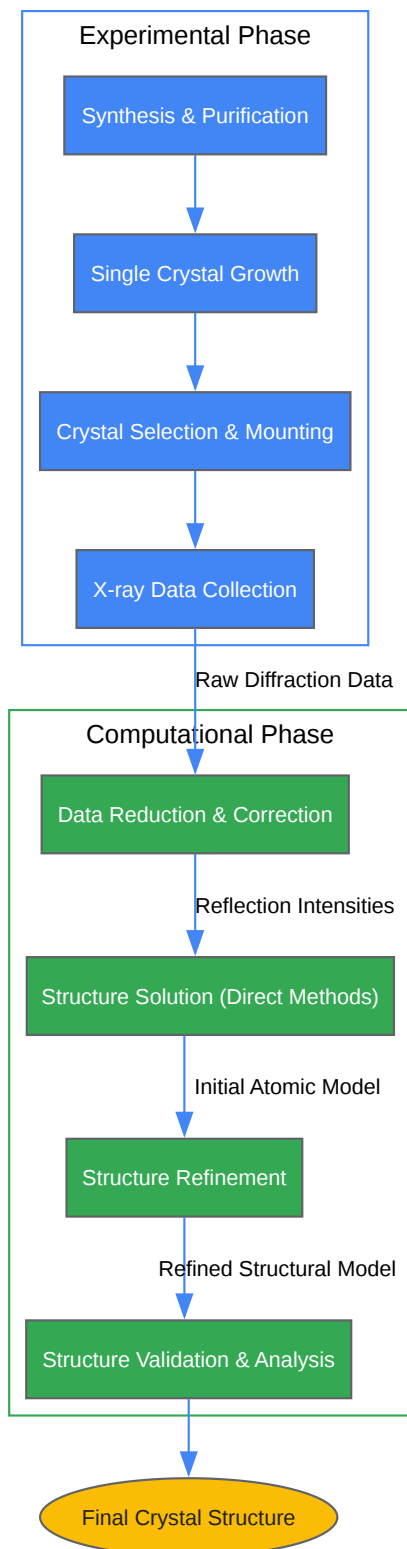 Experimental Phase
Synthesis & Purification
Single Crystal Growth
Crystal Selection & Mounting
X-ray Data Collection
Raw Diffraction Data
Computational Phase
Data Reduction & Correction
Reflection Intensities
Structure Solution (Direct Methods)
Initial Atomic Model
Structure Refinement
Refined Structural Model
Structure Validation & Analysis
Final Crystal Structure